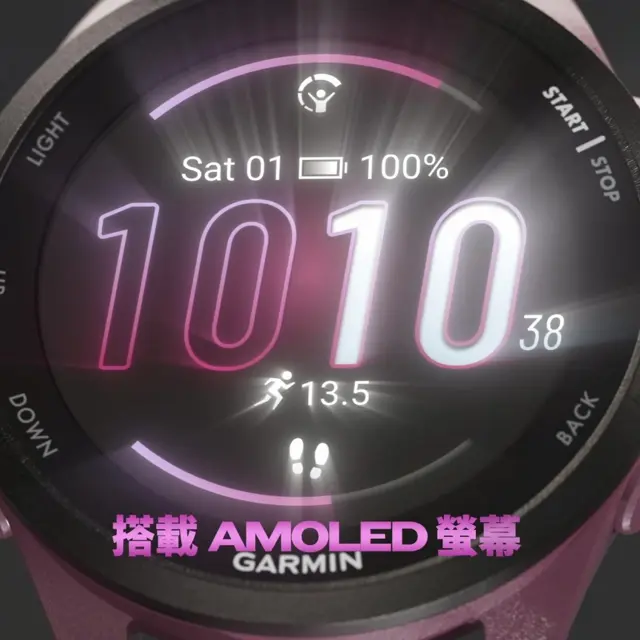 LIGHT
START
STOP
Sat 01 100%
1010
38
13.5
DOWN
BACK
搭載 AMOLED 螢幕
GARMIN